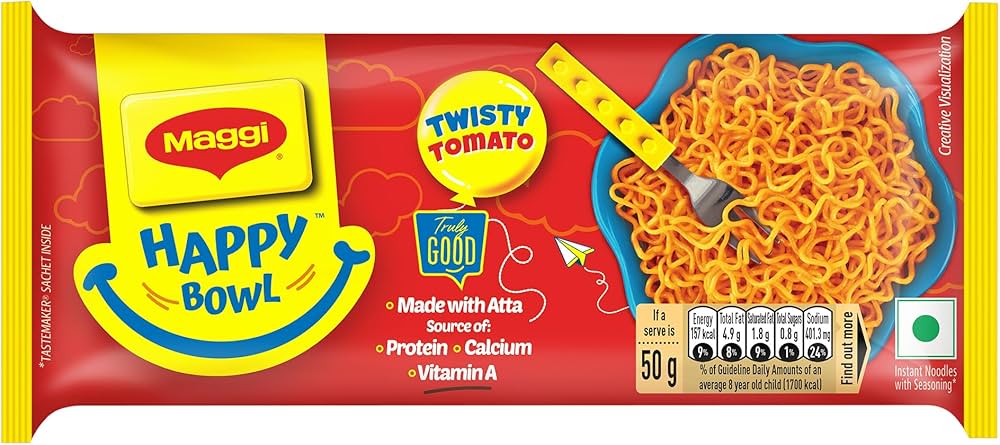 *TASTEMAKER® SACHET INSIDE
Maggi®
HAPPY™
BOWL
TWISTY
TOMATO
Truly
GOOD
Made with Atta
Source of:
Protein Calcium
Vitamin A
If a
serve is
50 g
Energy
157 kcal
9%
Total Fat
4.9 g
8%
Saturated Fat
1.8 g
9%
Total Sugars
0.8 g
1%
Sodium
401.3 mg
24%
% of Guideline Daily Amounts of an
average 8 year old child (1700 kcal)
Find out more
Creative Visualization
Instant Noodles
with Seasoning*